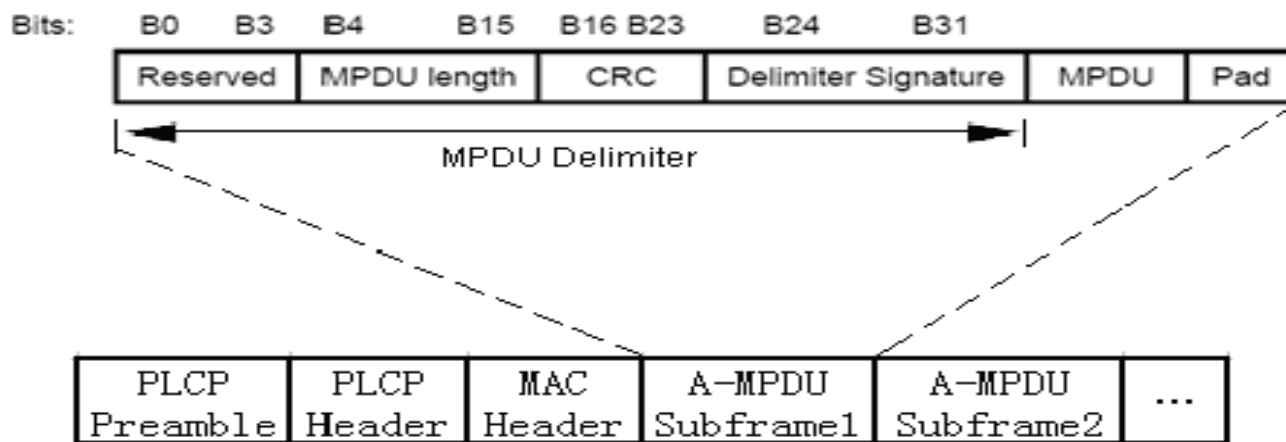 Bits: B0 B3 B4 B15 B16 B23 B24 B31
Reserved MPDU length CRC Delimiter Signature MPDU Pad
MPDU Delimiter
PLCP PLCP MAC A-MPDU A-MPDU ...
Preamble Header Header Subframe1 Subframe2